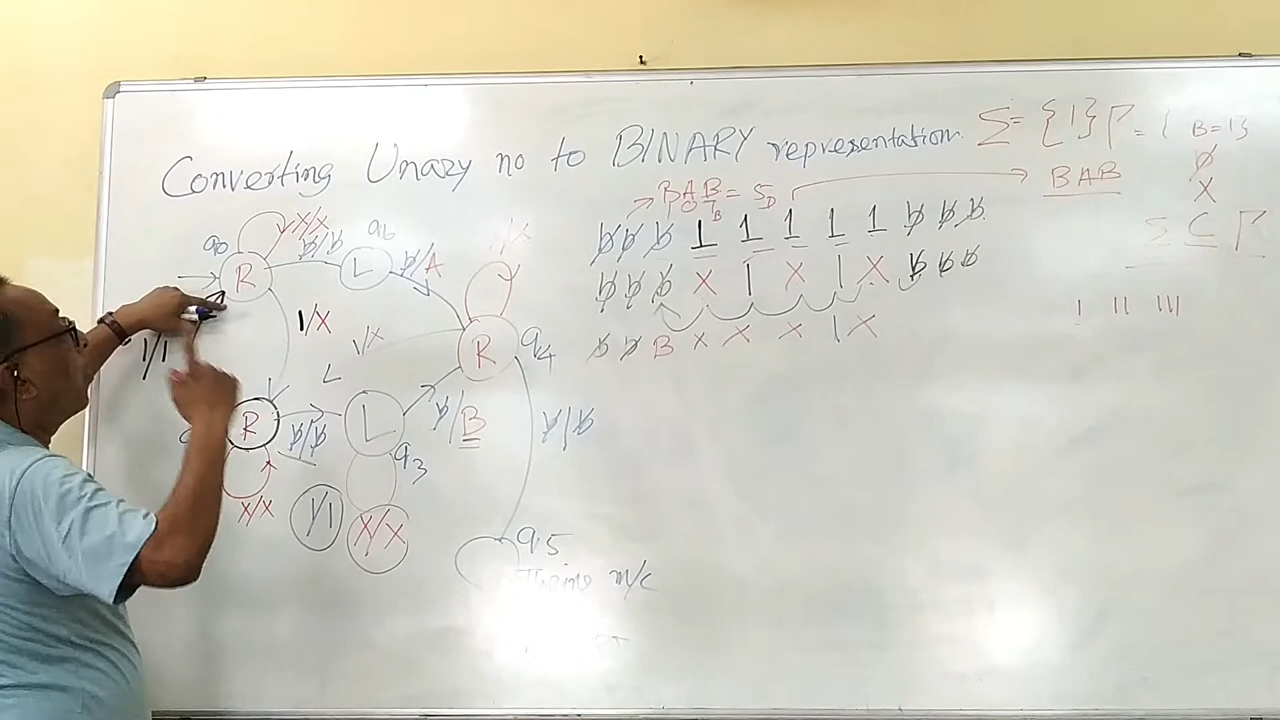 Converting Unary no to BINARY representation. Σ = {1} Γ = { B=1}
BAB = 5D
BAB
ƀ
X
Σ ⊆ Γ
ƀ ƀ ƀ 1 1 1 1 1 ƀ ƀ ƀ
ƀ ƀ ƀ X 1 X 1 X ƀ ƀ ƀ
ƀ ƀ B X X X 1 X
1 11 111
X/X
ƀ/ƀ
q0
R
q6
L
ƀ/A
1/X
1/X
R
q4
1/1
L
R
ƀ/ƀ
L
q3
ƀ/B
ƀ/ƀ
X/X
1/1
X/X
q5
m/c